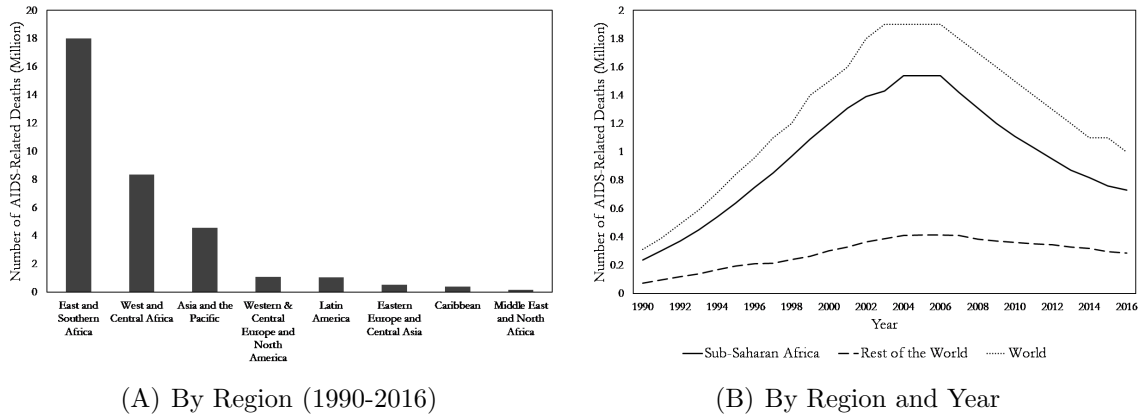 Number of AIDS-Related Deaths (Million)
20
18
16
14
12
10
8
6
4
2
0
East and
Southern
Africa
West and
Central Africa
Asia and the
Pacific
Western &
Central
Europe and
North
America
Latin
America
Eastern
Europe and
Central Asia
Caribbean
Middle East
and North
Africa
(A) By Region (1990-2016)
Number of AIDS-Related Deaths (Million)
2
1.8
1.6
1.4
1.2
1
0.8
0.6
0.4
0.2
0
1990 1992 1994 1996 1998 2000 2002 2004 2006 2008 2010 2012 2014 2016
Year
Sub-Saharan Africa Rest of the World World
(B) By Region and Year